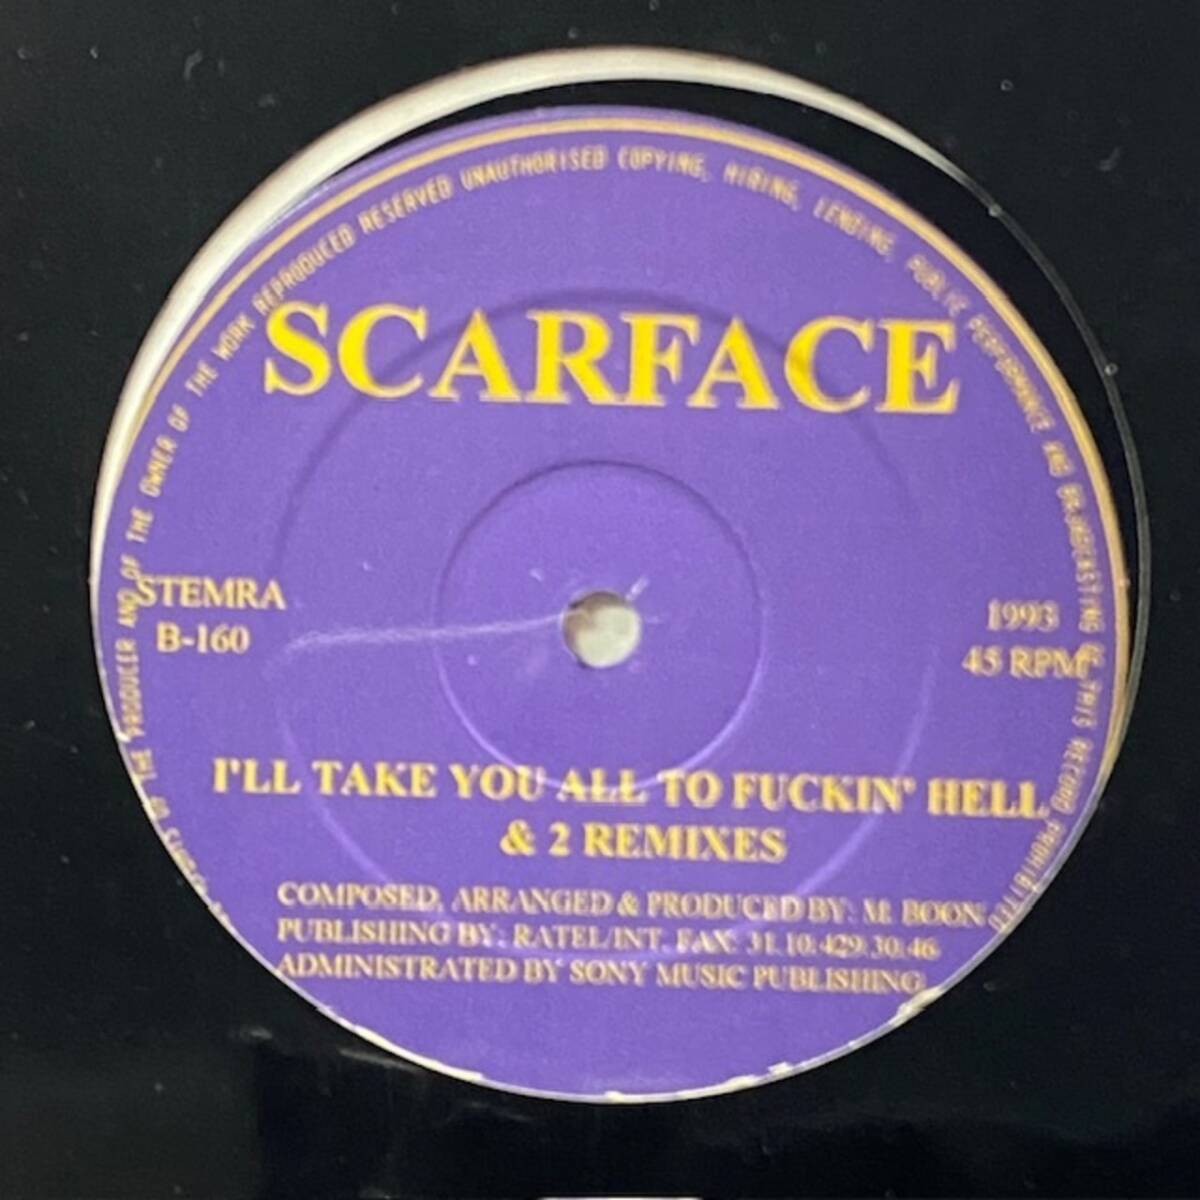 ...GHTS OF THE PRODUCER AND OF THE OWNER OF THE WORK REPRODUCED RESERVED UNAUTHORISED COPYING, HIRING, LENDING, PUBLIC PERFORMANCE AND BROADCASTING OF THIS RECORD PROHIBITED
SCARFACE
STEMRA
B-160
1993
45 RPM
I'LL TAKE YOU ALL TO FUCKIN' HELL
& 2 REMIXES
COMPOSED, ARRANGED & PRODUCED BY: M. BOON
PUBLISHING BY: RATEL/INT. FAX: 31.10.429.30.46
ADMINISTRATED BY SONY MUSIC PUBLISHING